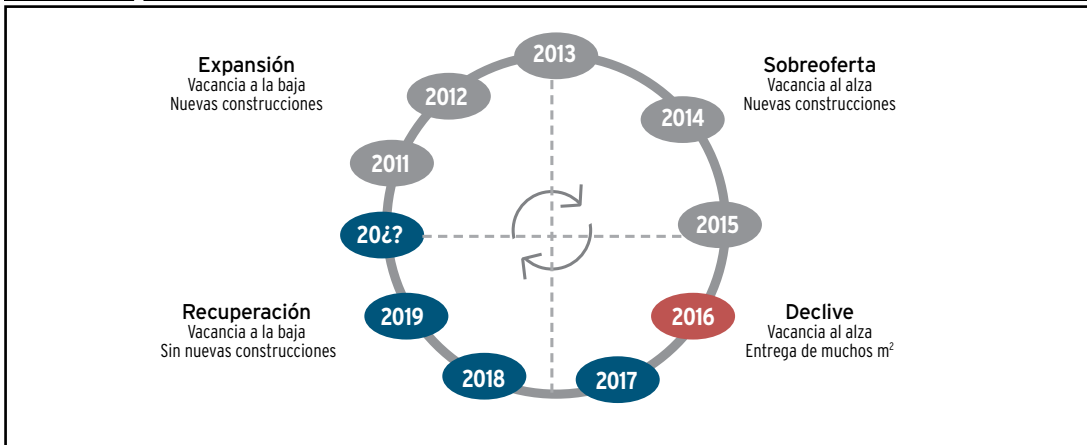 Expansión
Vacancia a la baja
Nuevas construcciones
2013
Sobreoferta
Vacancia al alza
Nuevas construcciones
2012
2014
2011
2015
20¿?
Recuperación
Vacancia a la baja
Sin nuevas construcciones
2019
2016
Declive
Vacancia al alza
Entrega de muchos m²
2018
2017